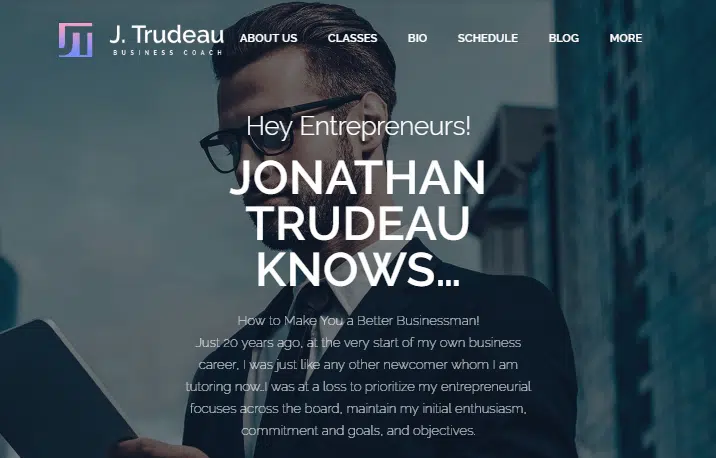 J. Trudeau
BUSINESS COACH
ABOUT US CLASSES BIO SCHEDULE BLOG MORE
Hey Entrepreneurs!
JONATHAN
TRUDEAU
KNOWS...
How to Make You a Better Businessman!
Just 20 years ago, at the very start of my own business
career, I was just like any other newcomer whom I am
tutoring now..I was at a loss to prioritize my entrepreneurial
focuses across the board, maintain my initial enthusiasm,
commitment and goals, and objectives.